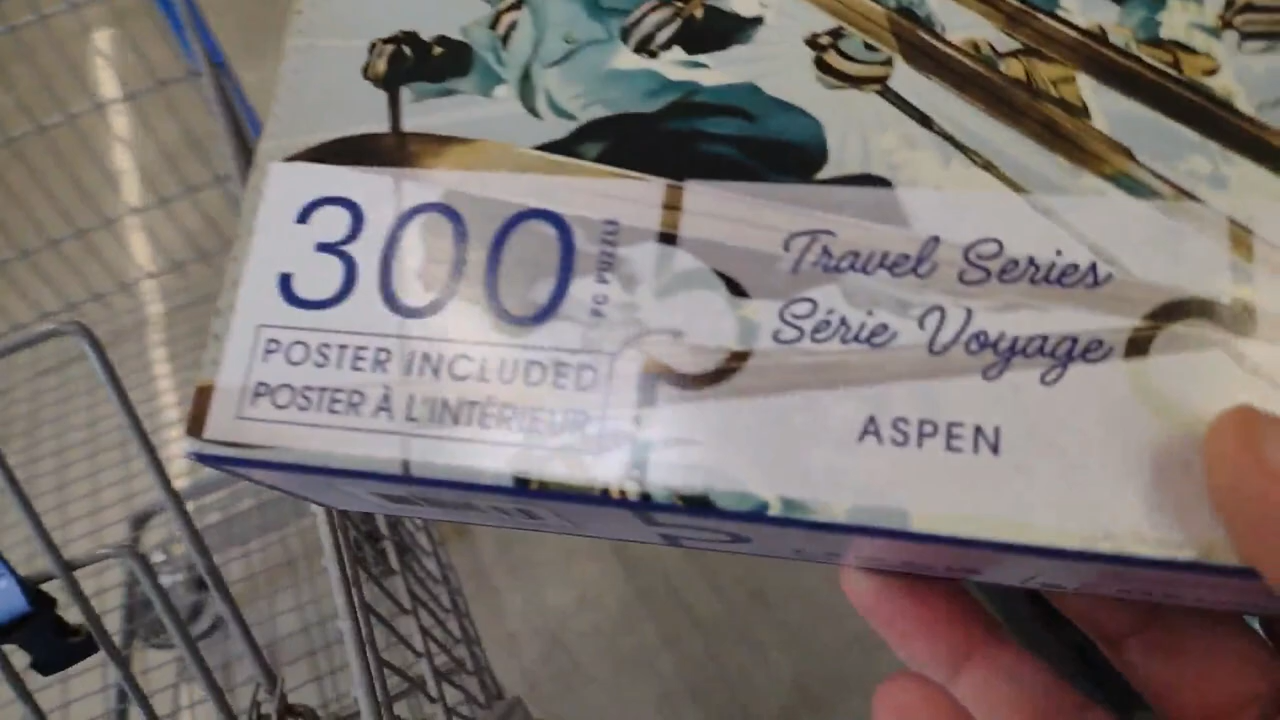 300
PC PUZZLE
POSTER INCLUDED
POSTER À L'INTÉRIEUR
Travel Series
Série Voyage
ASPEN